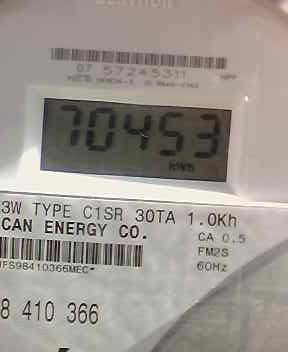 07 57245311
70453
kWh
3W TYPE C1SR 30TA 1.0Kh
CAN ENERGY CO.
CA 0.5
FM2S
60Hz
IFS98410366MEC*
8 410 366